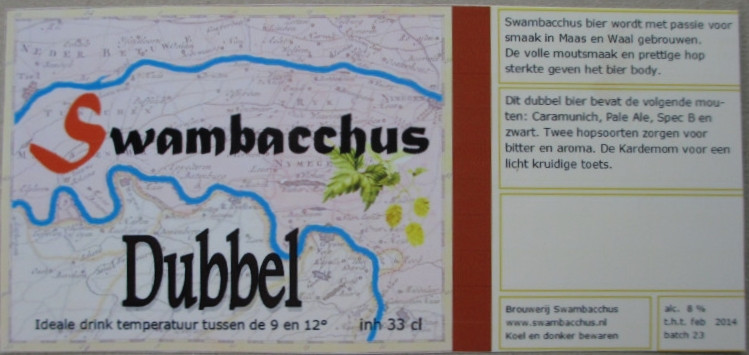 Swambacchus
Dubbel
Ideale drink temperatuur tussen de 9 en 12° inh 33 cl
Swambacchus bier wordt met passie voor
smaak in Maas en Waal gebrouwen.
De volle moutsmaak en prettige hop
sterkte geven het bier body.
Dit dubbel bier bevat de volgende mou-
ten: Caramunich, Pale Ale, Spec B en
zwart. Twee hopsoorten zorgen voor
bitter en aroma. De Kardemom voor een
licht kruidige toets.
Brouwerij Swambacchus
www.swambacchus.nl
Koel en donker bewaren
alc. 8 %
t.h.t. feb 2014
batch 23